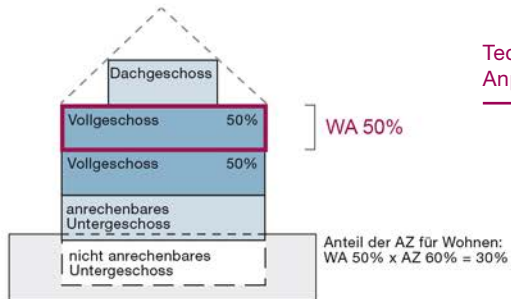 Dachgeschoss
Vollgeschoss 50%
WA 50%
Vollgeschoss 50%
anrechenbares
Untergeschoss
nicht anrechenbares
Untergeschoss
Anteil der AZ für Wohnen:
WA 50% x AZ 60% = 30%